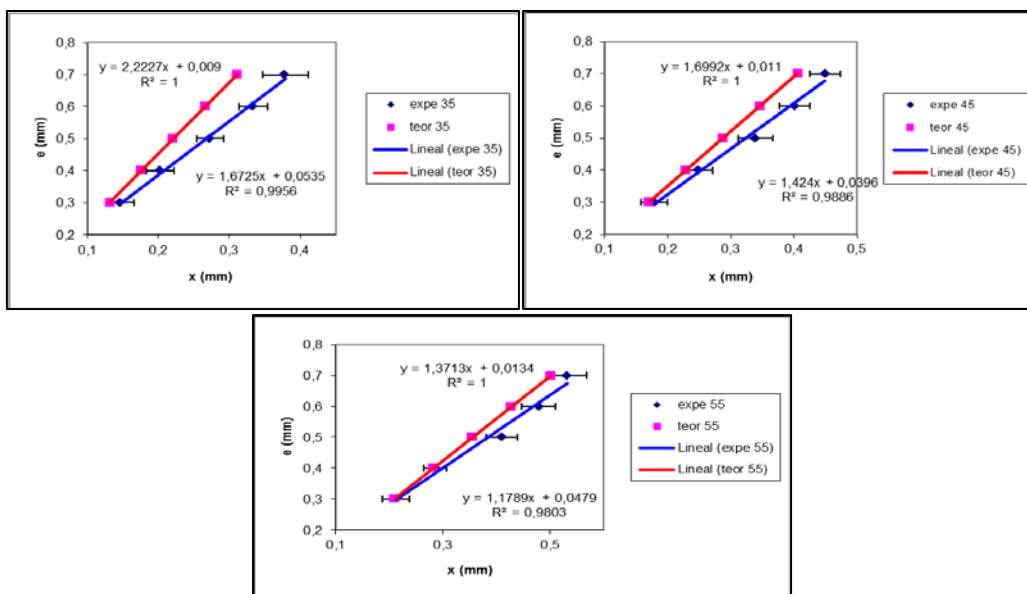 0,8
0,7
0,6
0,5
0,4
0,3
0,2
e (mm)
y = 2,2227x + 0,009
R² = 1
y = 1,6725x + 0,0535
R² = 0,9956
0,1 0,2 0,3 0,4
x (mm)
expe 35
teor 35
Lineal (expe 35)
Lineal (teor 35)
0,8
0,7
0,6
0,5
0,4
0,3
0,2
e (mm)
y = 1,6992x + 0,011
R² = 1
y = 1,424x + 0,0396
R² = 0,9886
0,1 0,2 0,3 0,4 0,5
x (mm)
expe 45
teor 45
Lineal (expe 45)
Lineal (teor 45)
0,8
0,7
0,6
0,5
0,4
0,3
0,2
e (mm)
y = 1,3713x + 0,0134
R² = 1
y = 1,1789x + 0,0479
R² = 0,9803
0,1 0,3 0,5
x (mm)
expe 55
teor 55
Lineal (expe 55)
Lineal (teor 55)